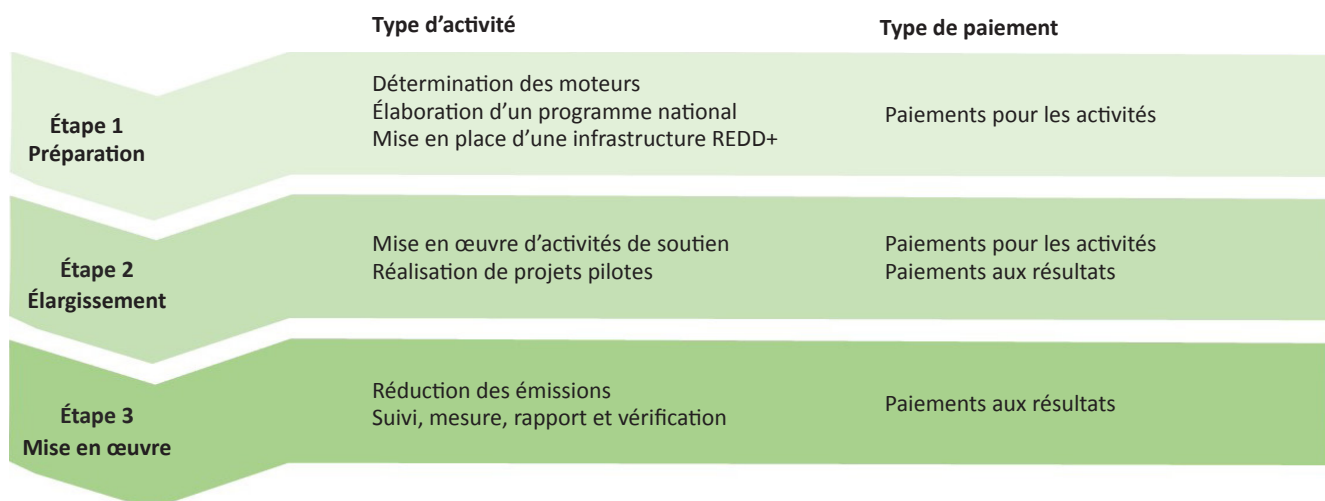 Type d’activité
Type de paiement
Étape 1
Préparation
Détermination des moteurs
Élaboration d’un programme national
Mise en place d’une infrastructure REDD+
Paiements pour les activités
Étape 2
Élargissement
Mise en œuvre d’activités de soutien
Réalisation de projets pilotes
Paiements pour les activités
Paiements aux résultats
Étape 3
Mise en œuvre
Réduction des émissions
Suivi, mesure, rapport et vérification
Paiements aux résultats